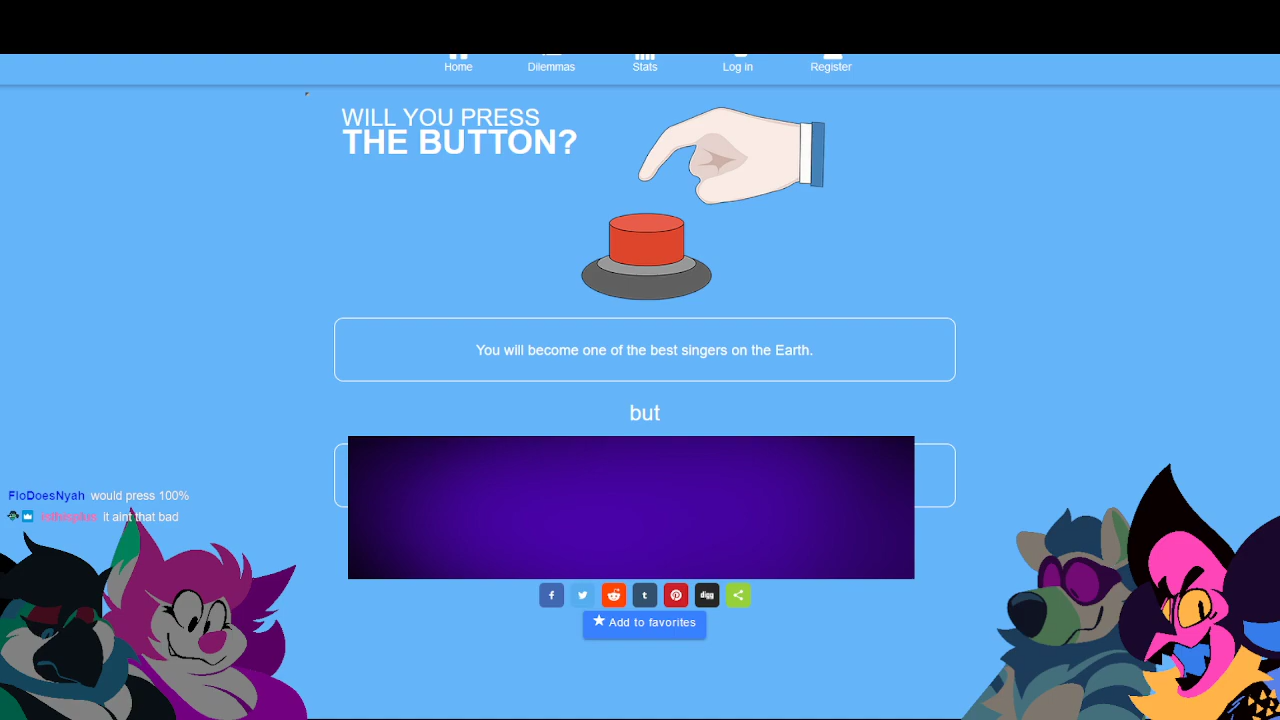 Home Dilemmas Stats Log in Register
WILL YOU PRESS
THE BUTTON?
You will become one of the best singers on the Earth.
but
FloDoesNyah would press 100%
it aint that bad
f t digg
Add to favorites